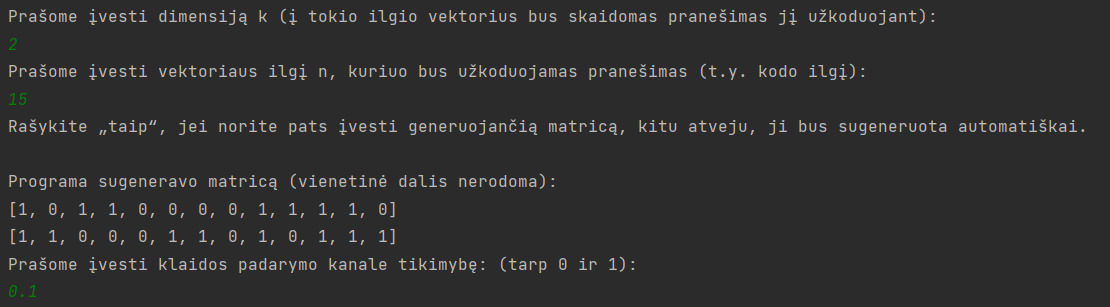 Prašome įvesti dimensiją k (į tokio ilgio vektorius bus skaidomas pranešimas jį užkoduojant):
2
Prašome įvesti vektoriaus ilgį n, kuriuo bus užkoduojamas pranešimas (t.y. kodo ilgį):
15
Rašykite „taip“, jei norite pats įvesti generuojančią matricą, kitu atveju, ji bus sugeneruota automatiškai.
Programa sugeneravo matricą (vienetinė dalis nerodoma):
[1, 0, 1, 1, 0, 0, 0, 0, 1, 1, 1, 1, 0]
[1, 1, 0, 0, 0, 1, 1, 0, 1, 0, 1, 1, 1]
Prašome įvesti klaidos padarymo kanale tikimybę: (tarp 0 ir 1):
0.1